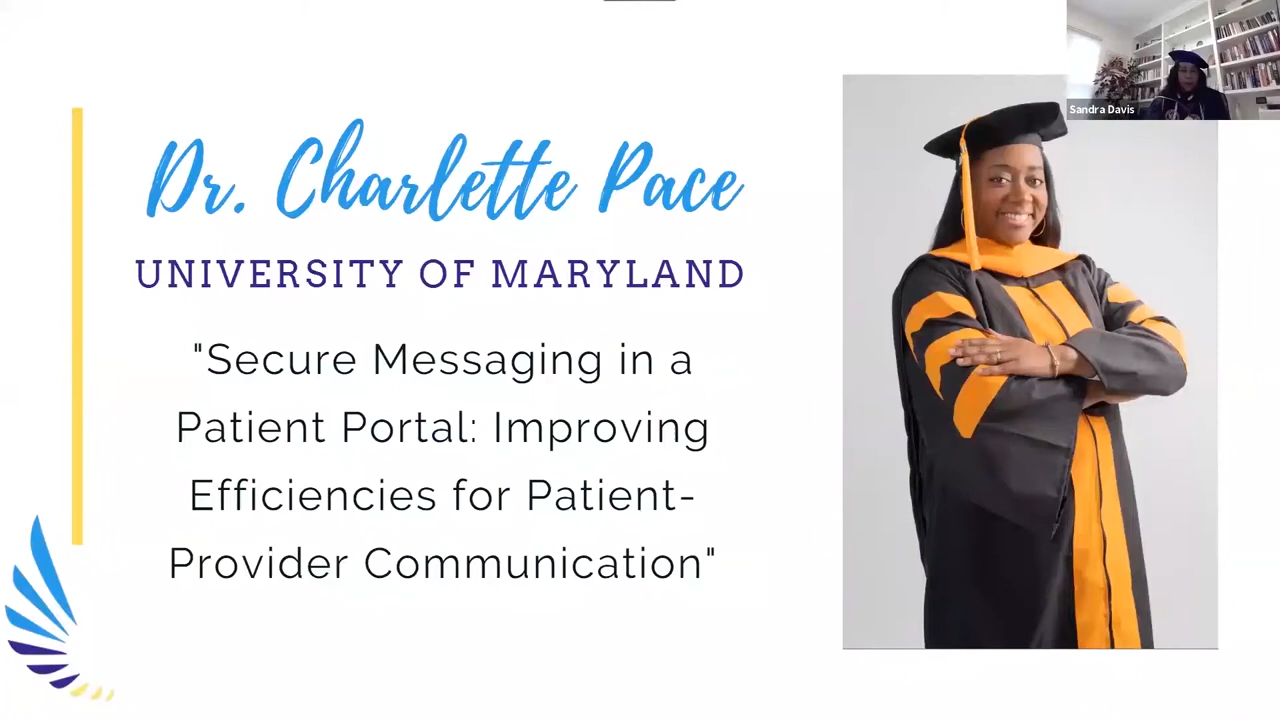 Dr. Charlette Pace
UNIVERSITY OF MARYLAND
"Secure Messaging in a
Patient Portal: Improving
Efficiencies for Patient-
Provider Communication"
Sandra Davis